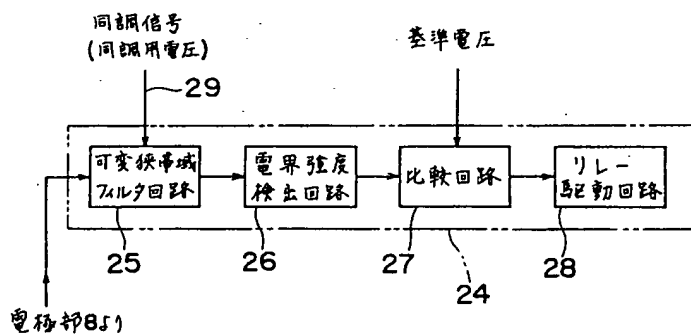 同調信号
(同調用電圧)
29
基準電圧
可変狭帯域
フィルタ回路
電界強度
検出回路
比較回路
リレー
駆動回路
25
26
27
28
24
電極部8より